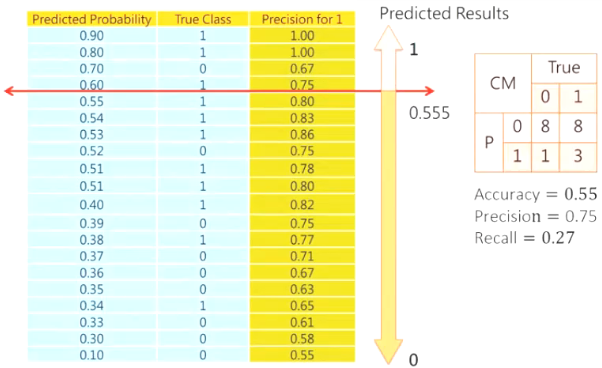 Predicted Probability True Class Precision for 1
0.90 1 1.00
0.80 1 1.00
0.70 0 0.67
0.60 1 0.75
0.55 1 0.80
0.54 1 0.83
0.53 1 0.86
0.52 0 0.75
0.51 1 0.78
0.51 1 0.80
0.40 1 0.82
0.39 0 0.75
0.38 1 0.77
0.37 0 0.71
0.36 0 0.67
0.35 0 0.63
0.34 1 0.65
0.33 0 0.61
0.30 0 0.58
0.10 0 0.55
Predicted Results
1
0.555
0
CM True
0 1
P 0 8 8
1 1 3
Accuracy = 0.55
Precision = 0.75
Recall = 0.27